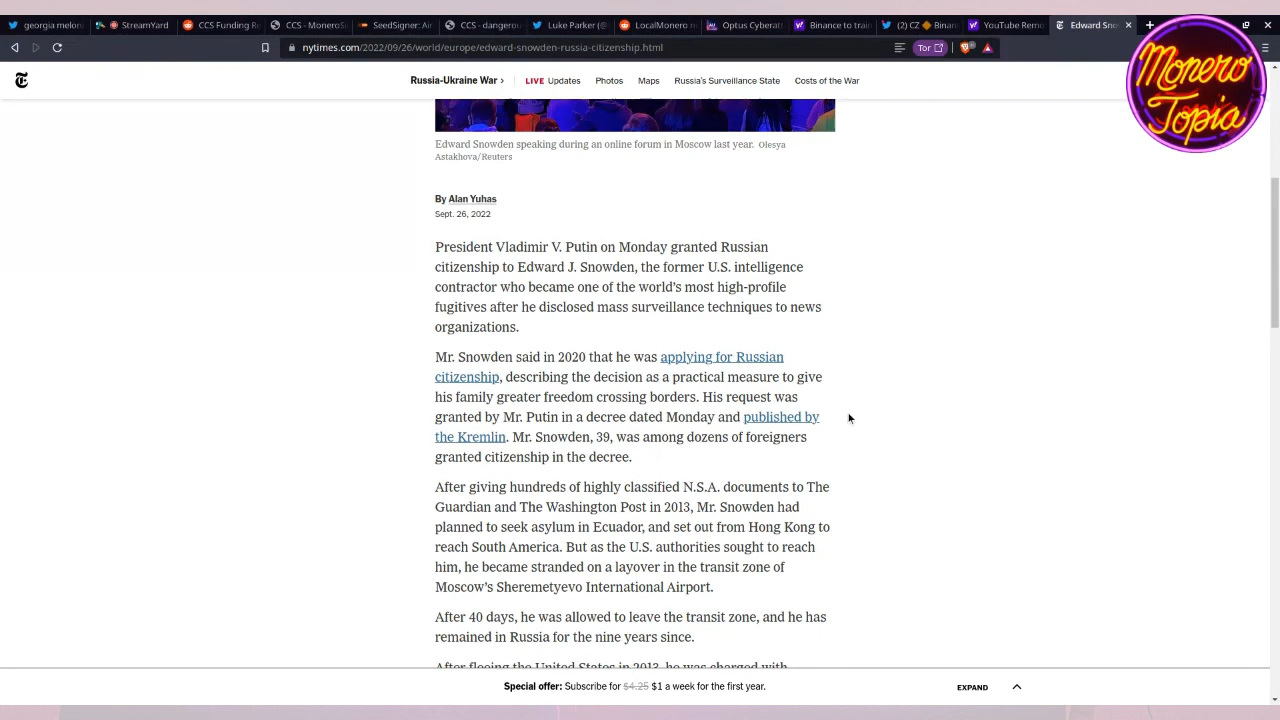 georgia melon
StreamYard
CCS Funding Re
CCS - MoneroS
SeedSigner: Air
CCS - dangerou
Luke Parker (@
LocalMonero n
Optus Cyberatt
Binance to train
(2) CZ Binan
YouTube Remo
Edward Sno
nytimes.com/2022/09/26/world/europe/edward-snowden-russia-citizenship.html
Tor
Monero
Topia
Russia-Ukraine War
LIVE Updates
Photos
Maps
Russia's Surveillance State
Costs of the War
Edward Snowden speaking during an online forum in Moscow last year. Olesya
Astakhova/Reuters
By Alan Yuhas
Sept. 26, 2022
President Vladimir V. Putin on Monday granted Russian
citizenship to Edward J. Snowden, the former U.S. intelligence
contractor who became one of the world's most high-profile
fugitives after he disclosed mass surveillance techniques to news
organizations.
Mr. Snowden said in 2020 that he was applying for Russian
citizenship, describing the decision as a practical measure to give
his family greater freedom crossing borders. His request was
granted by Mr. Putin in a decree dated Monday and published by
the Kremlin. Mr. Snowden, 39, was among dozens of foreigners
granted citizenship in the decree.
After giving hundreds of highly classified N.S.A. documents to The
Guardian and The Washington Post in 2013, Mr. Snowden had
planned to seek asylum in Ecuador, and set out from Hong Kong to
reach South America. But as the U.S. authorities sought to reach
him, he became stranded on a layover in the transit zone of
Moscow's Sheremetyevo International Airport.
After 40 days, he was allowed to leave the transit zone, and he has
remained in Russia for the nine years since.
After fleeing the United States in 2013, he was charged with
Special offer: Subscribe for $4.25 $1 a week for the first year.
EXPAND